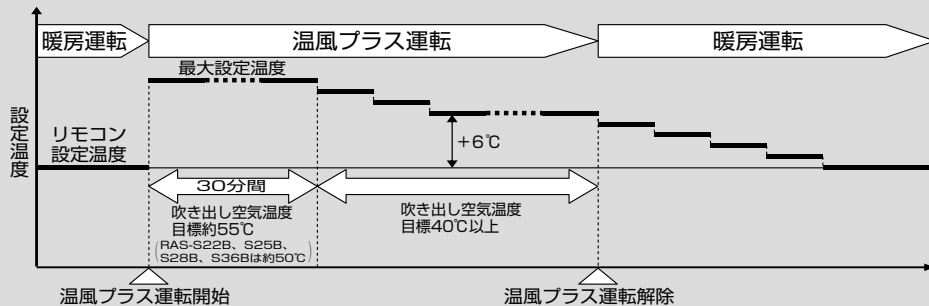 暖房運転
温風プラス運転
暖房運転
最大設定温度
設定温度
リモコン
設定温度
+6℃
30分間
吹き出し空気温度
目標約55℃
(RAS-S22B、S25B、
S28B、S36Bは約50℃)
吹き出し空気温度
目標40℃以上
温風プラス運転開始
温風プラス運転解除